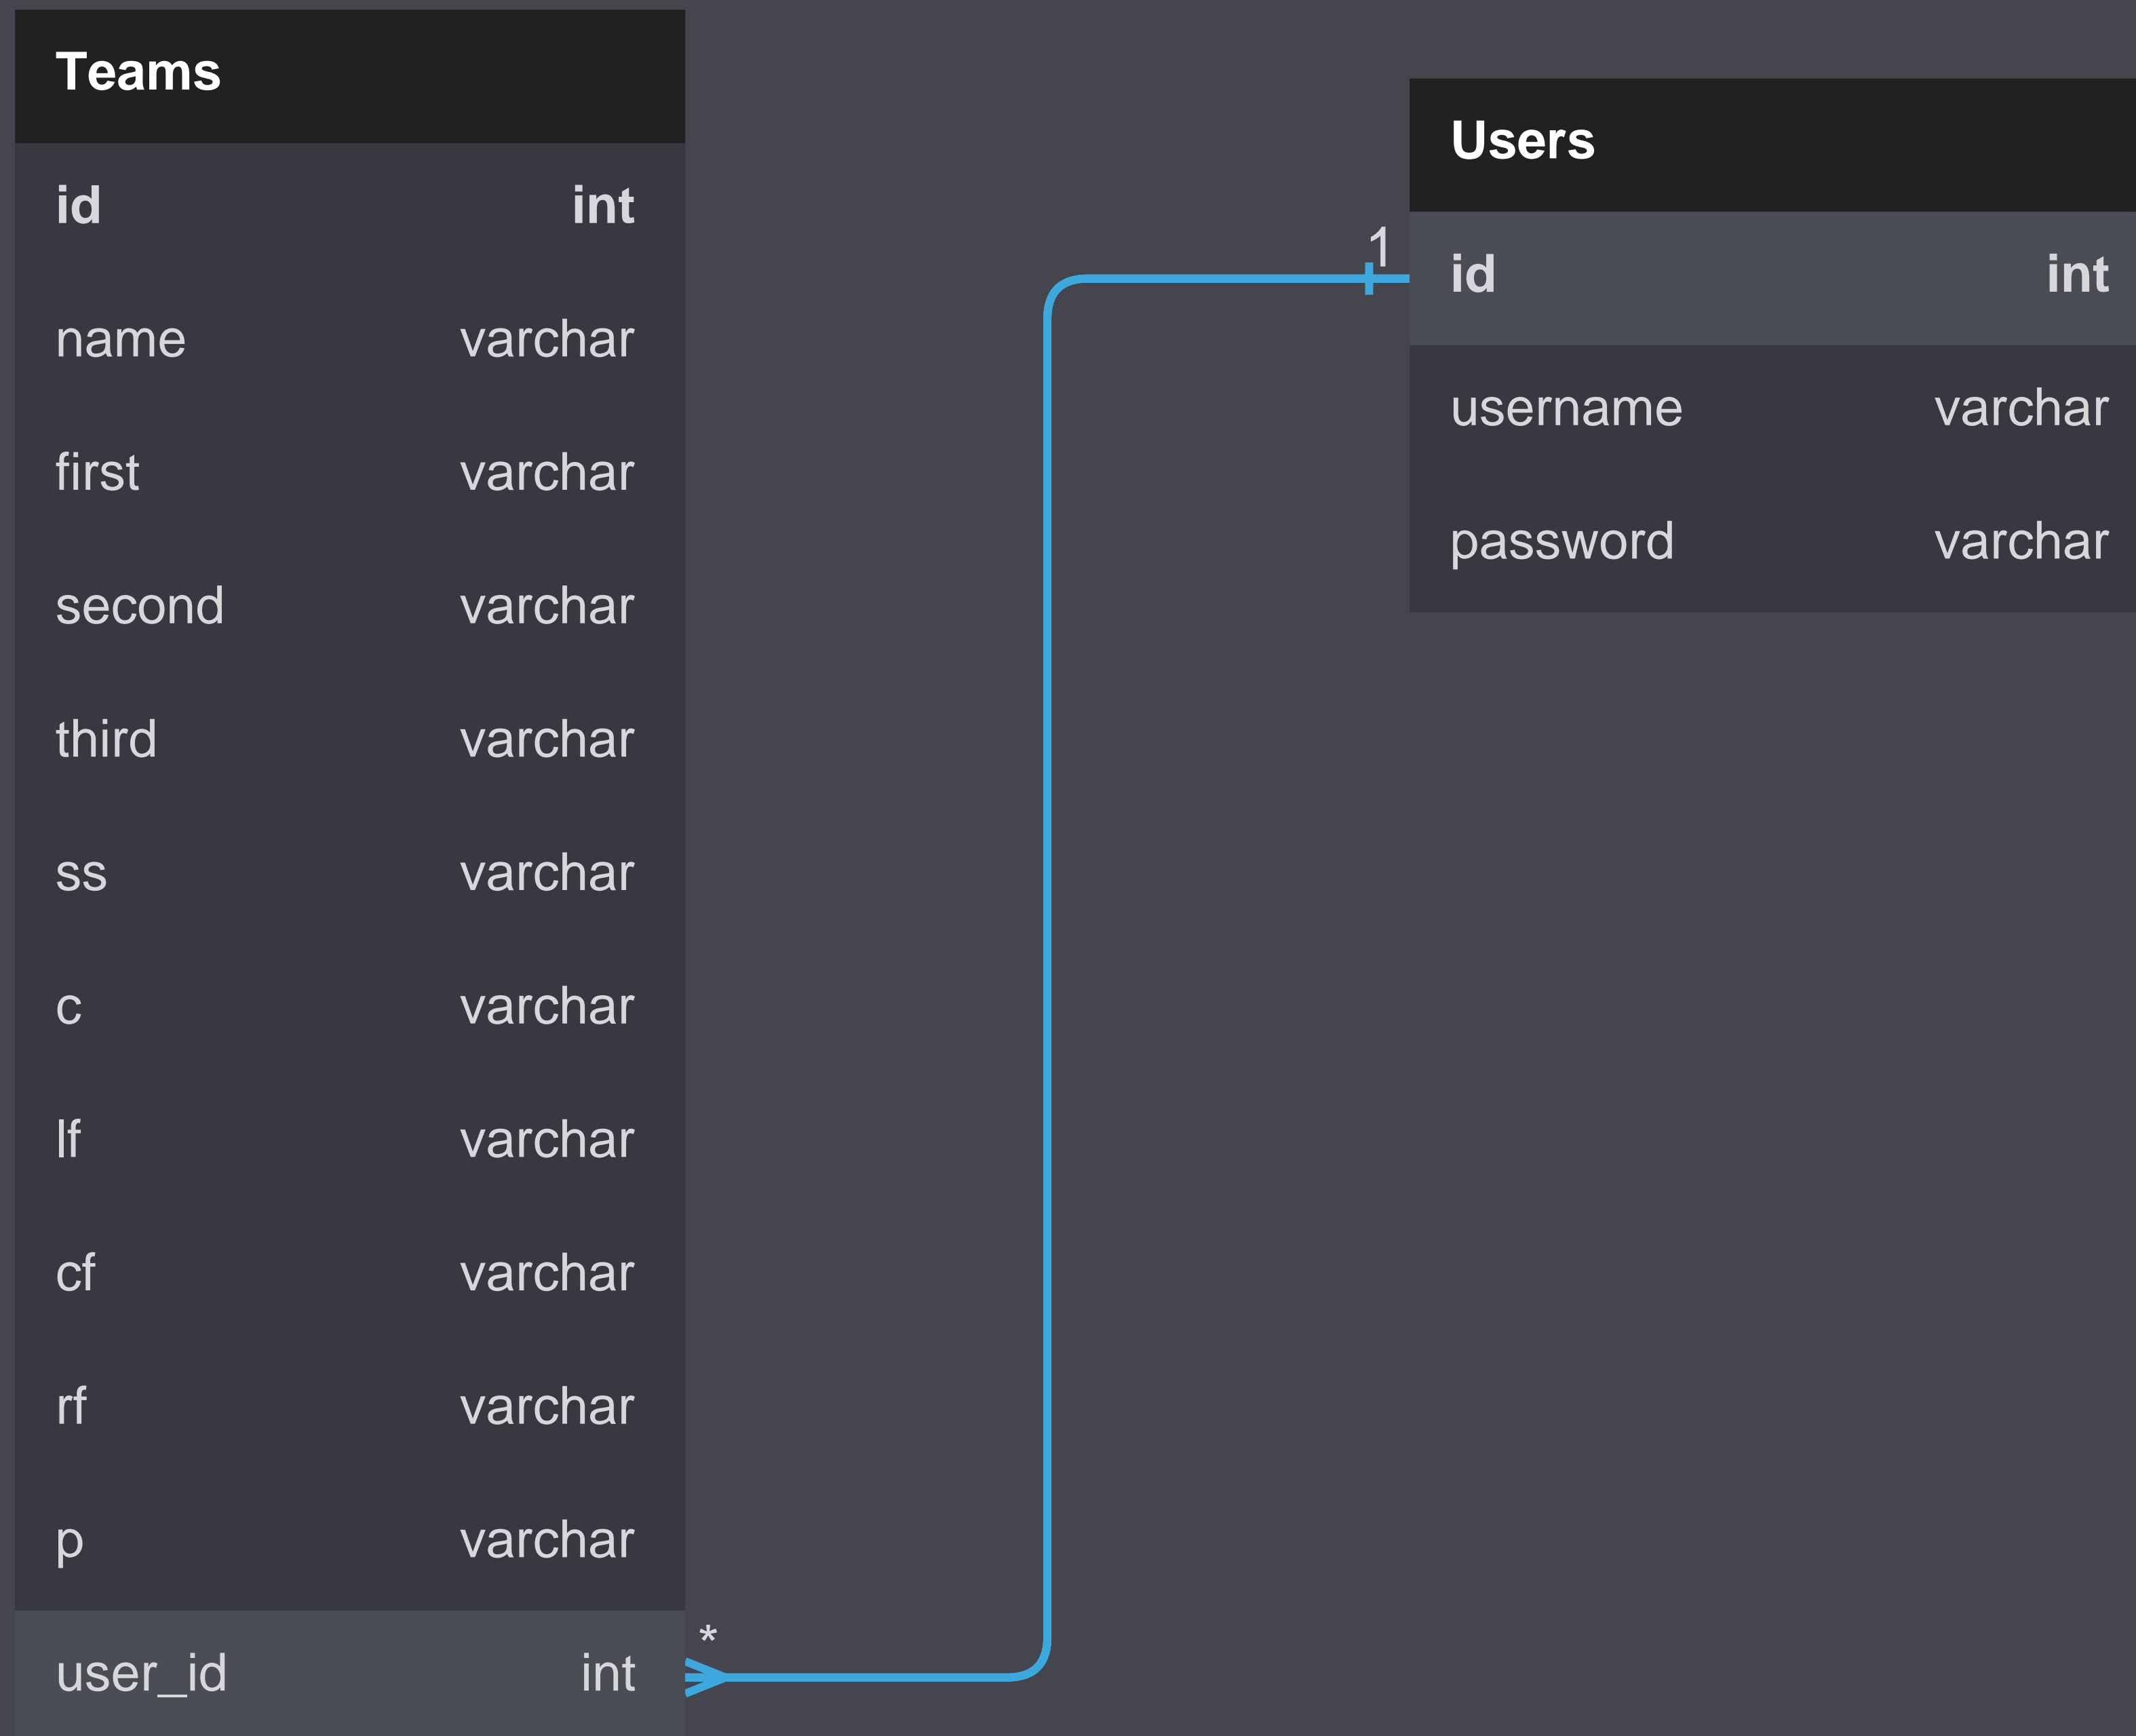 Teams
id int
name varchar
first varchar
second varchar
third varchar
ss varchar
c varchar
lf varchar
cf varchar
rf varchar
p varchar
user_id int
*
1
Users
id int
username varchar
password varchar